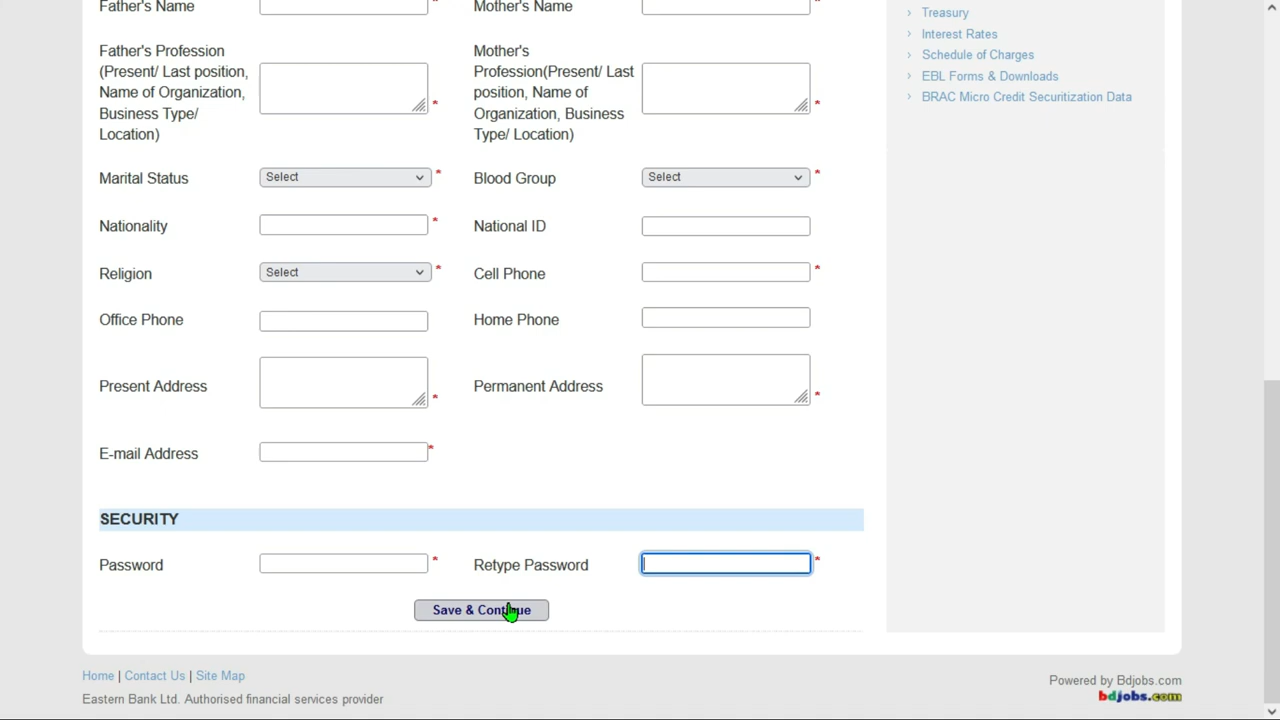 Father's Name * Mother's Name *
Treasury
Interest Rates
Schedule of Charges
EBL Forms & Downloads
BRAC Micro Credit Securitization Data
Father's Profession
(Present/ Last position,
Name of Organization,
Business Type/
Location)
*
Mother's
Profession(Present/ Last
position, Name of
Organization, Business
Type/ Location)
*
Marital Status Select * Blood Group Select *
Nationality * National ID
Religion Select * Cell Phone *
Office Phone Home Phone
Present Address * Permanent Address *
E-mail Address *
SECURITY
Password * Retype Password *
Save & Continue
Home | Contact Us | Site Map
Eastern Bank Ltd. Authorised financial services provider
Powered by Bdjobs.com
bdjobs.com